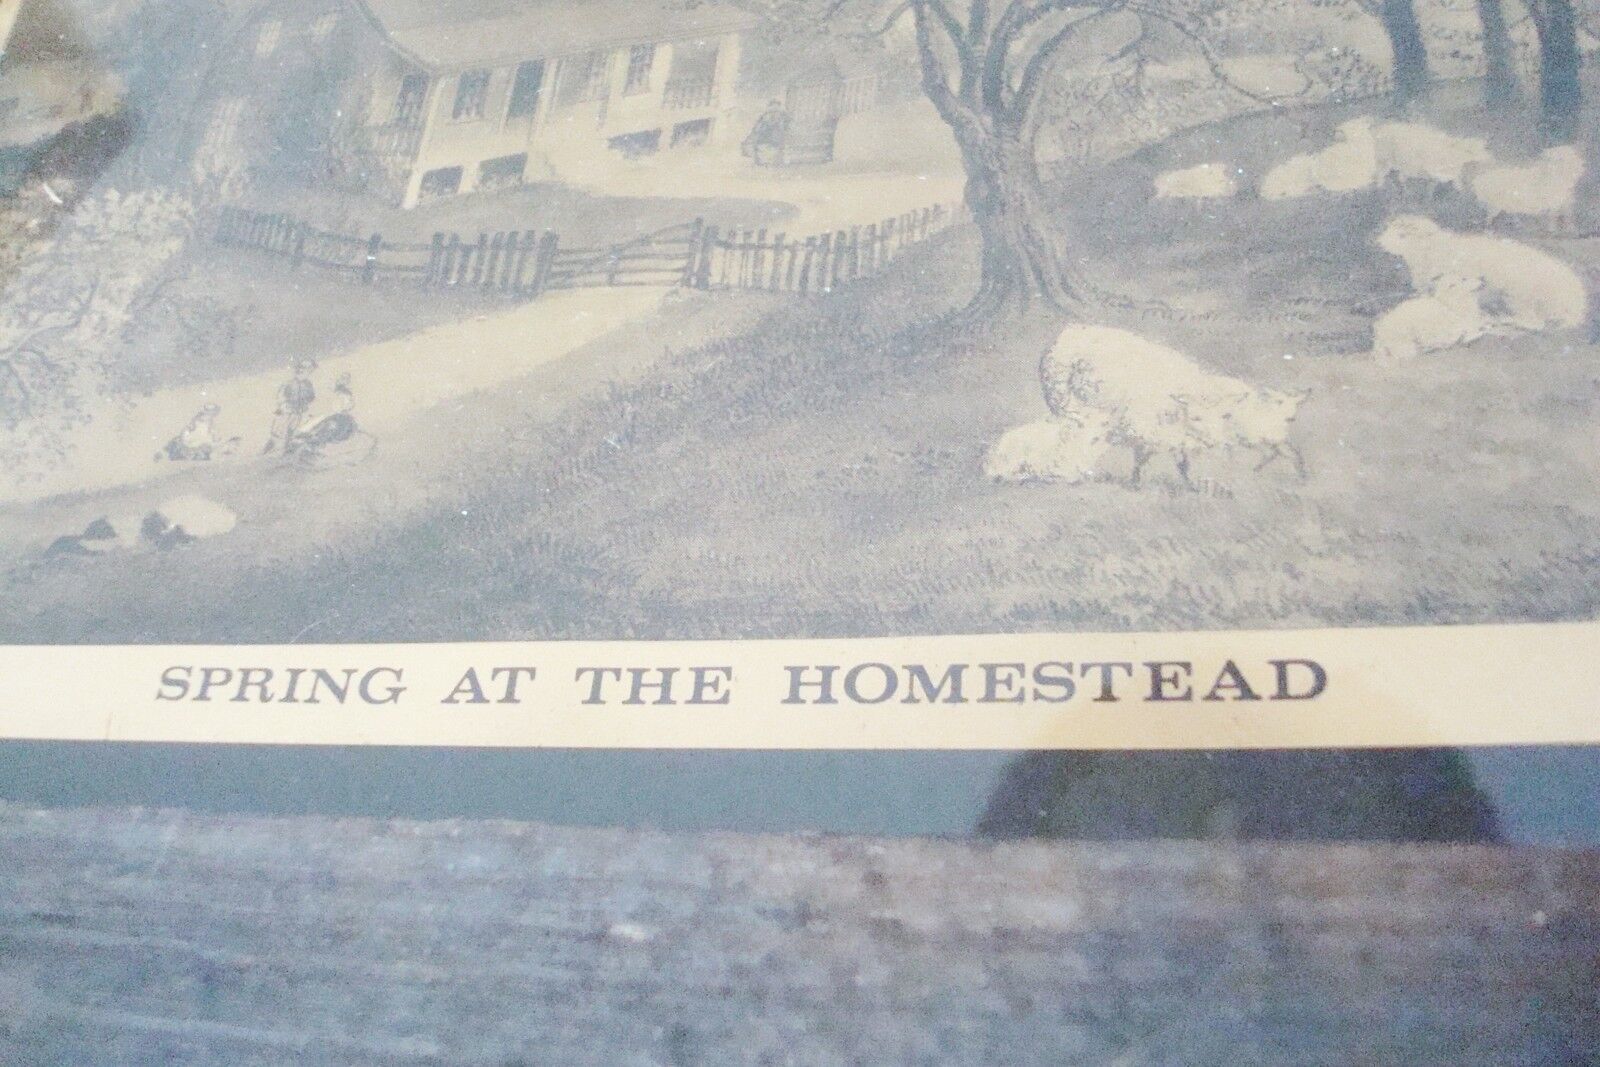 SPRING AT THE HOMESTEAD